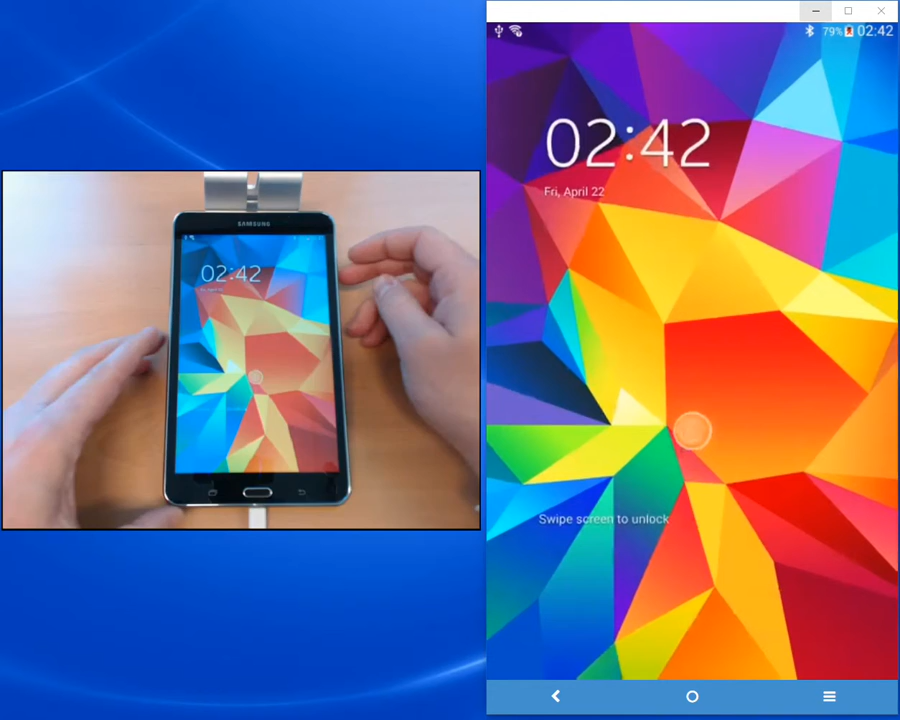 SAMSUNG
02:42
79% 02:42
02:42
Fri, April 22
Swipe screen to unlock